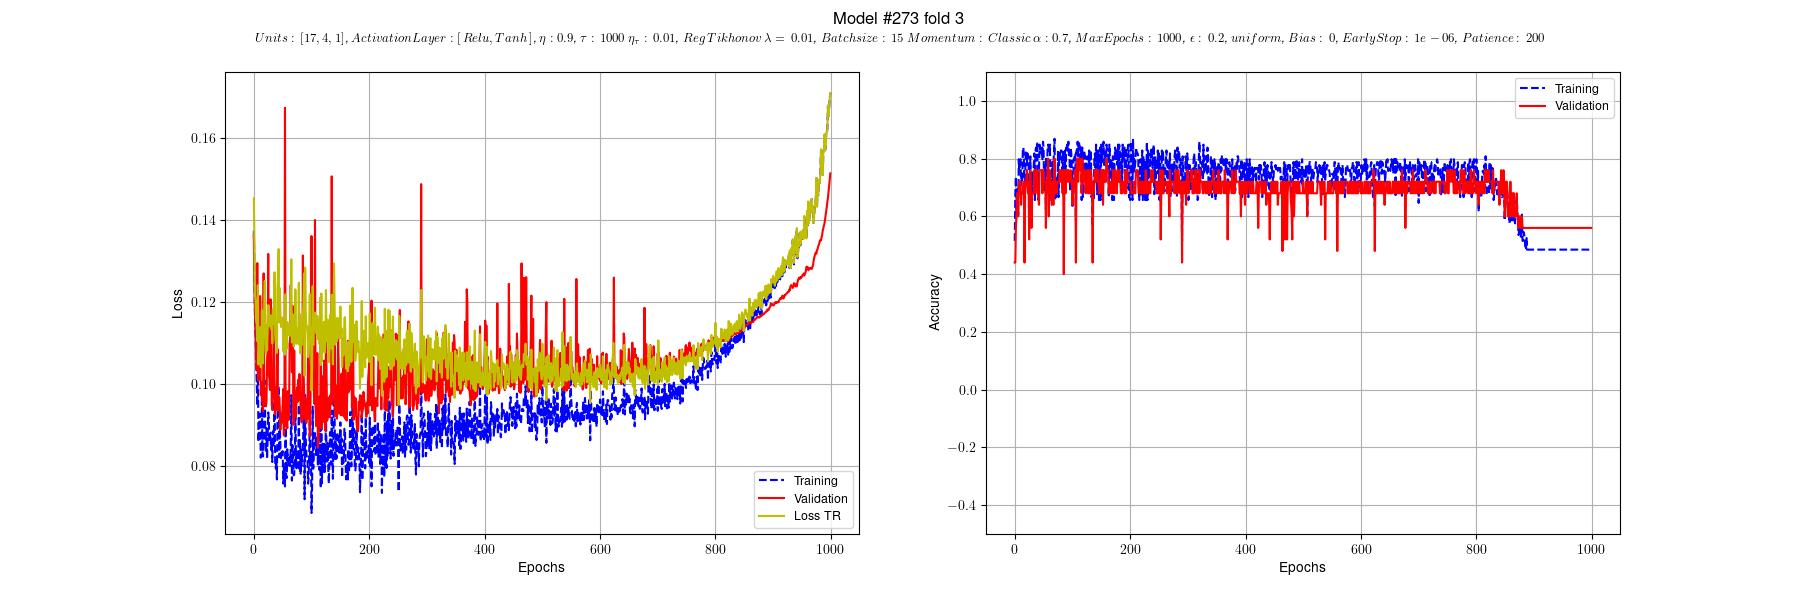 Model #273 fold 3
Units : [17, 4, 1], ActivationLayer : [Relu, Tanh], η : 0.9, τ : 1000 ητ : 0.01, RegTikhonov λ = 0.01, Batchsize : 15 Momentum : Classic α : 0.7, MaxEpochs : 1000, ϵ : 0.2, uniform, Bias : 0, EarlyStop : 1e − 06, Patience : 200
Loss
0.16
0.14
0.12
0.10
0.08
0 200 400 600 800 1000
Epochs
Training
Validation
Loss TR
Accuracy
1.0
0.8
0.6
0.4
0.2
0.0
−0.2
−0.4
0 200 400 600 800 1000
Epochs
Training
Validation